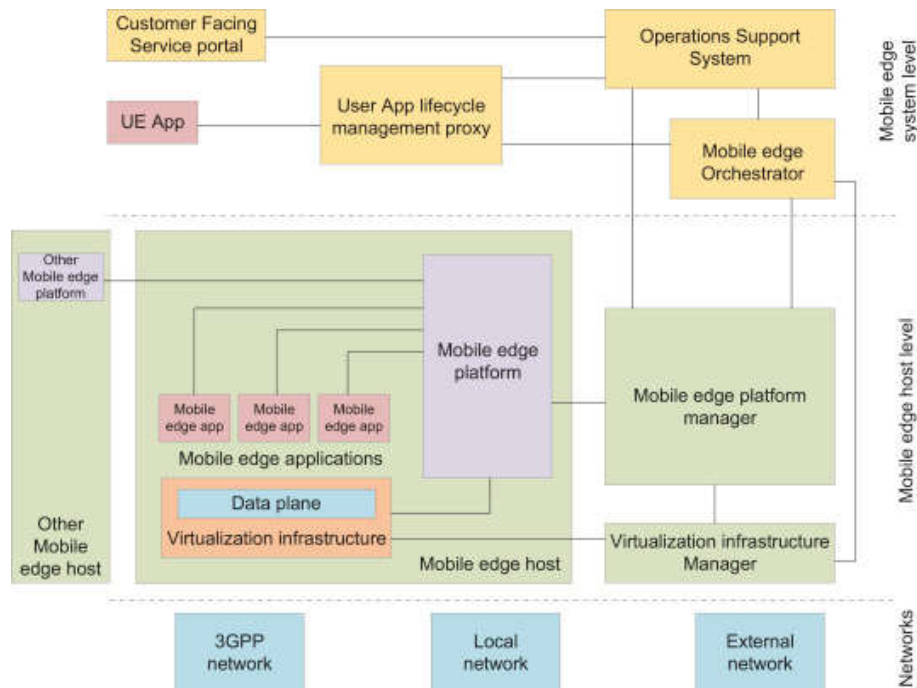 Customer Facing
Service portal
Operations Support
System
User App lifecycle
management proxy
UE App
Mobile edge
Orchestrator
Mobile edge
system level
Other
Mobile edge
platform
Mobile edge
platform
Mobile edge platform
manager
Mobile
edge app
Mobile
edge app
Mobile
edge app
Mobile edge applications
Data plane
Virtualization infrastructure
Mobile edge host
Other
Mobile
edge host
Virtualization infrastructure
Manager
Mobile edge host level
3GPP
network
Local
network
External
network
Networks